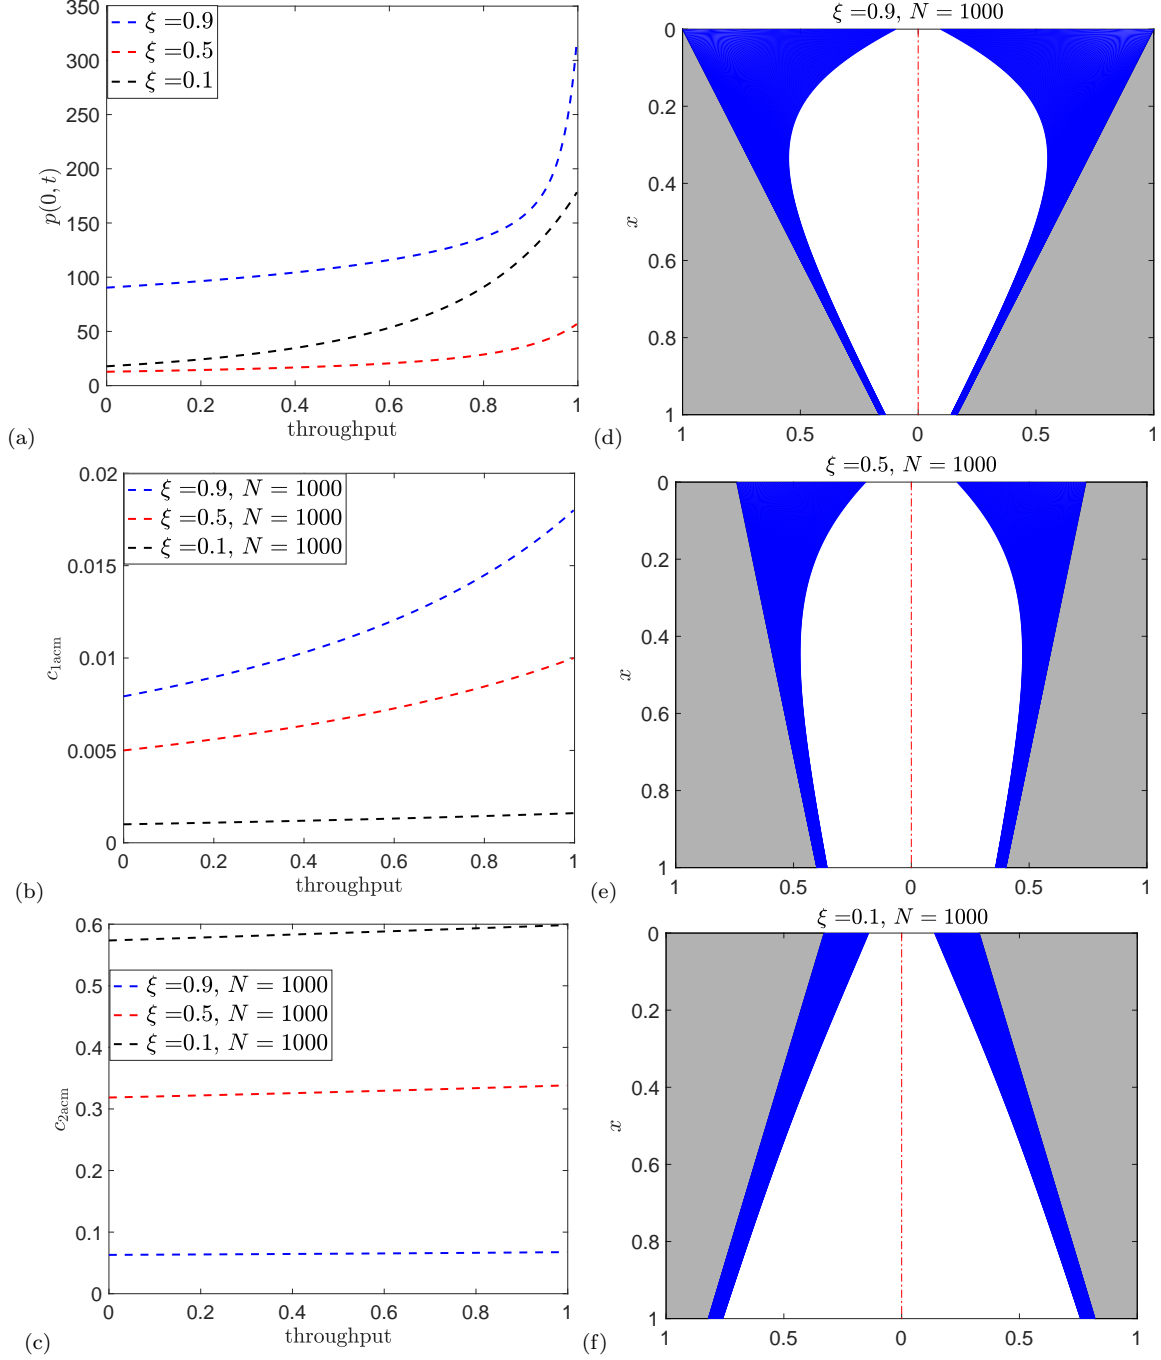 350
300
250
200
150
100
50
0
p(0, t)
ξ =0.9
ξ =0.5
ξ =0.1
0 0.2 0.4 0.6 0.8 1
throughput
(a)
ξ =0.9, N = 1000
0
0.2
0.4
0.6
0.8
1
x
1 0.5 0 0.5 1
(d)
0.02
0.015
0.01
0.005
0
c1acm
ξ =0.9, N = 1000
ξ =0.5, N = 1000
ξ =0.1, N = 1000
0 0.2 0.4 0.6 0.8 1
throughput
(b)
ξ =0.5, N = 1000
0
0.2
0.4
0.6
0.8
1
x
1 0.5 0 0.5 1
(e)
0.6
0.5
0.4
0.3
0.2
0.1
0
c2acm
ξ =0.9, N = 1000
ξ =0.5, N = 1000
ξ =0.1, N = 1000
0 0.2 0.4 0.6 0.8 1
throughput
(c)
ξ =0.1, N = 1000
0
0.2
0.4
0.6
0.8
1
x
1 0.5 0 0.5 1
(f)